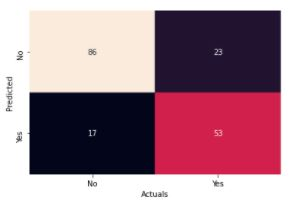 No
86
23
Predicted
Yes
17
53
No
Yes
Actuals